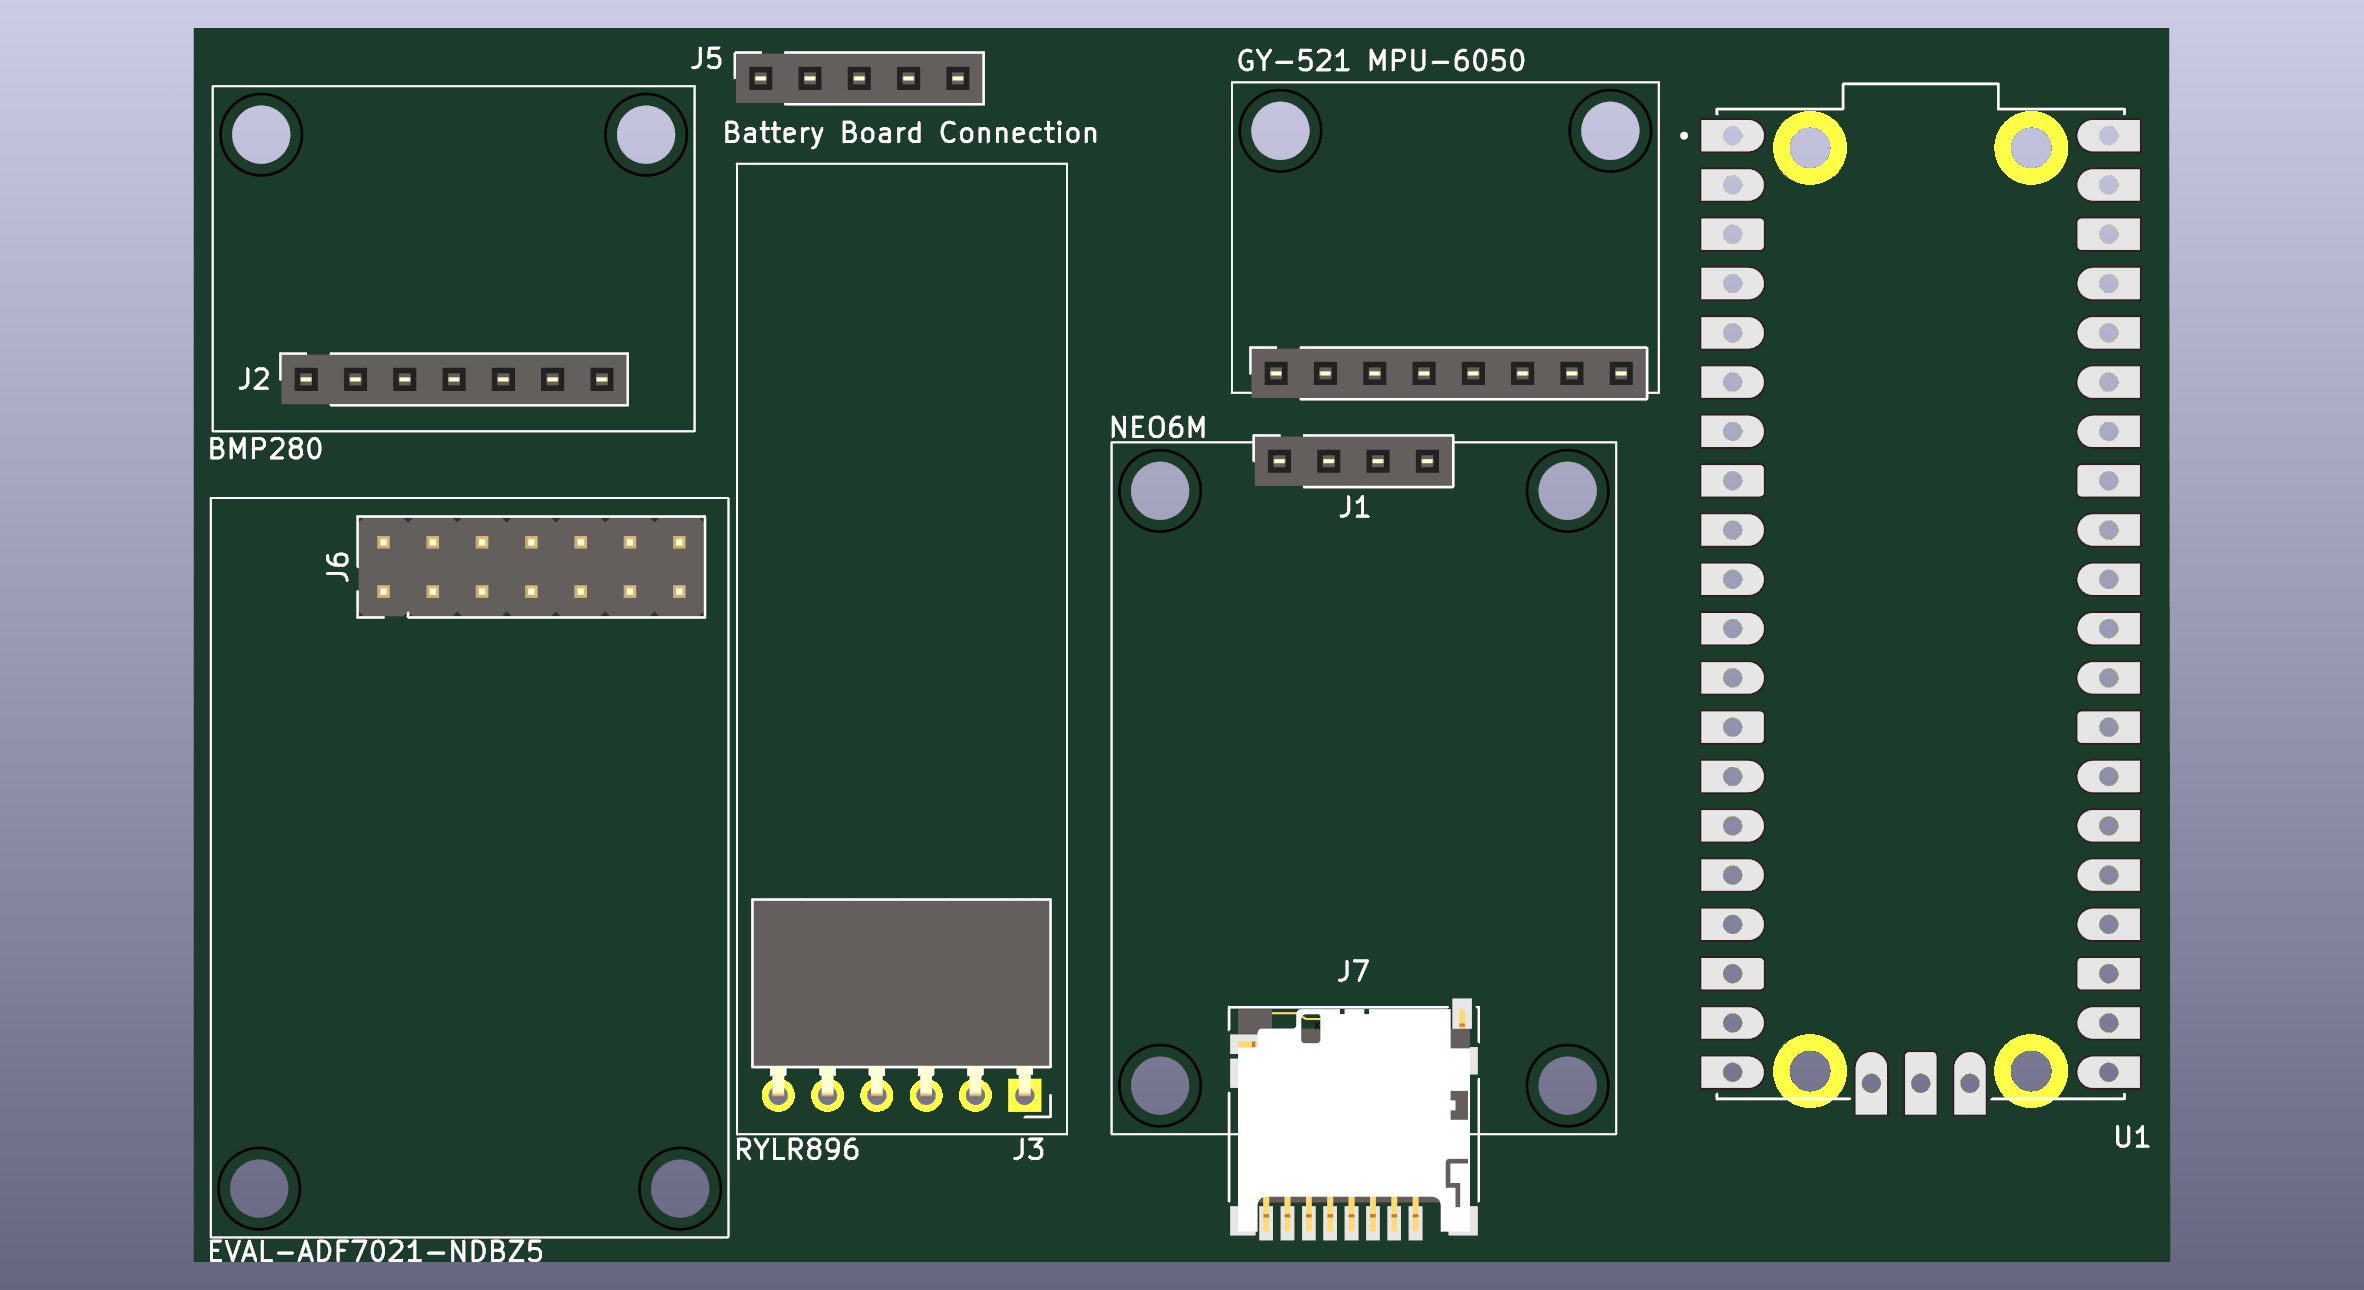 J5
GY-521 MPU-6050
Battery Board Connection
J2
NEO6M
BMP280
J1
J6
J7
U1
RYLR896
J3
EVAL-ADF7021-NDBZ5